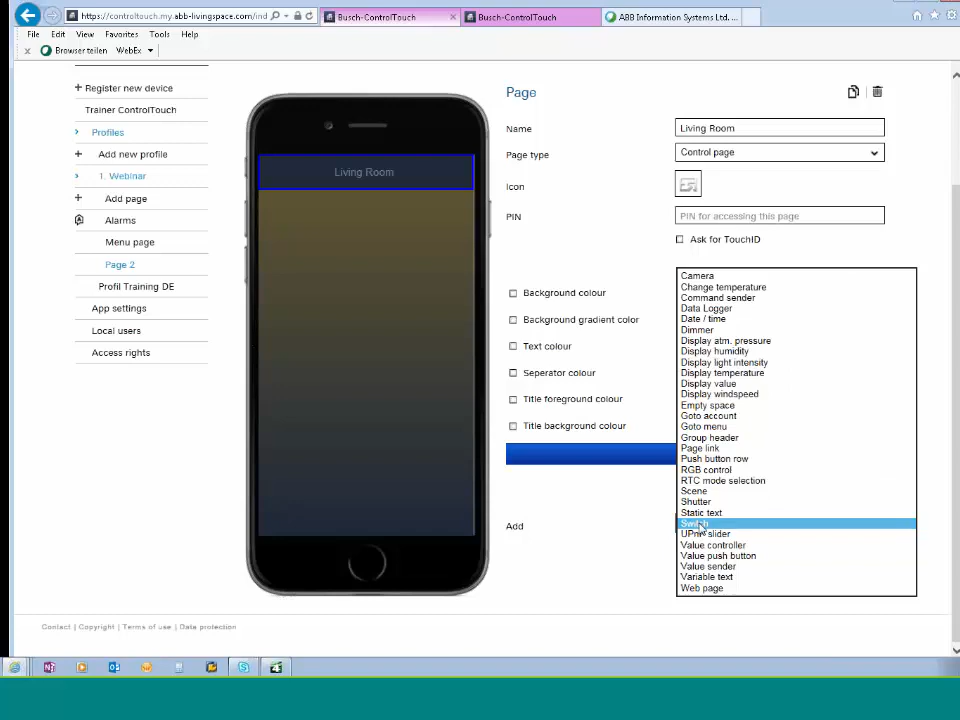 https://controltouch.my.abb-livingspace.com/ind
Busch-ControlTouch
Busch-ControlTouch
ABB Information Systems Ltd. ...
File Edit View Favorites Tools Help
Browser teilen WebEx
Register new device
Trainer ControlTouch
Profiles
Add new profile
1. Webinar
Add page
Alarms
Menu page
Page 2
Profil Training DE
App settings
Local users
Access rights
Living Room
Page
Name Living Room
Page type Control page
Icon
PIN PIN for accessing this page
Ask for TouchID
Background colour
Background gradient color
Text colour
Seperator colour
Title foreground colour
Title background colour
Add
Camera
Change temperature
Command sender
Data Logger
Date / time
Dimmer
Display atm. pressure
Display humidity
Display light intensity
Display temperature
Display value
Display windspeed
Empty space
Goto account
Goto menu
Group header
Page link
Push button row
RGB control
RTC mode selection
Scene
Shutter
Static text
Switch
UPnP slider
Value controller
Value push button
Value sender
Variable text
Web page
Contact | Copyright | Terms of use | Data protection